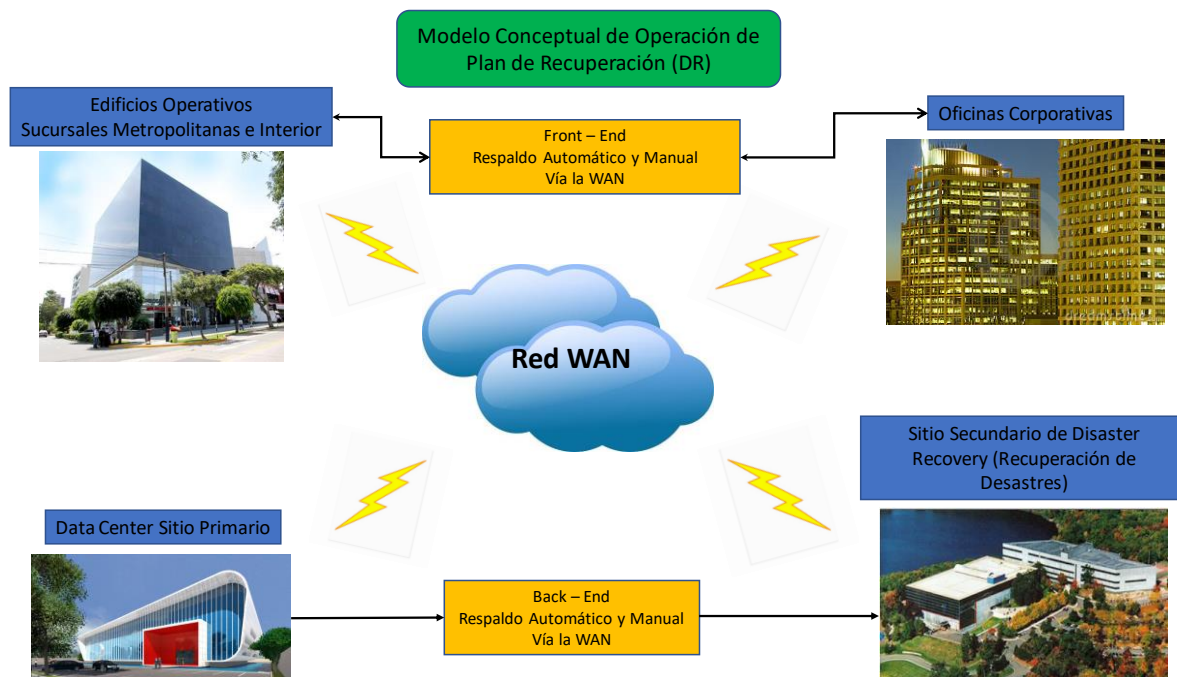 Modelo Conceptual de Operación de
Plan de Recuperación (DR)
Edificios Operativos
Sucursales Metropolitanas e Interior
Front – End
Respaldo Automático y Manual
Vía la WAN
Oficinas Corporativas
Red WAN
Sitio Secundario de Disaster
Recovery (Recuperación de
Desastres)
Data Center Sitio Primario
Back – End
Respaldo Automático y Manual
Vía la WAN